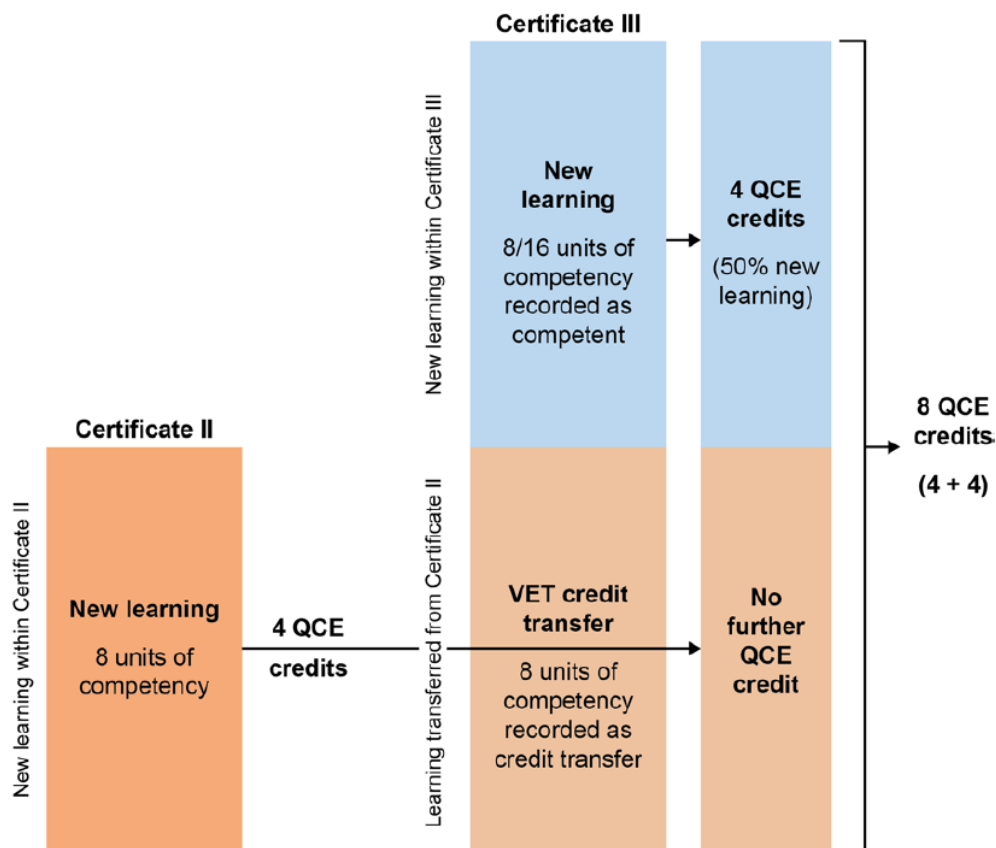 Certificate III
New learning within Certificate III
New
learning
8/16 units of
competency
recorded as
competent
4 QCE
credits
(50% new
learning)
8 QCE
credits
(4 + 4)
Certificate II
New learning within Certificate II
New learning
8 units of
competency
4 QCE
credits
Learning transferred from Certificate II
VET credit
transfer
8 units of
competency
recorded as
credit transfer
No
further
QCE
credit